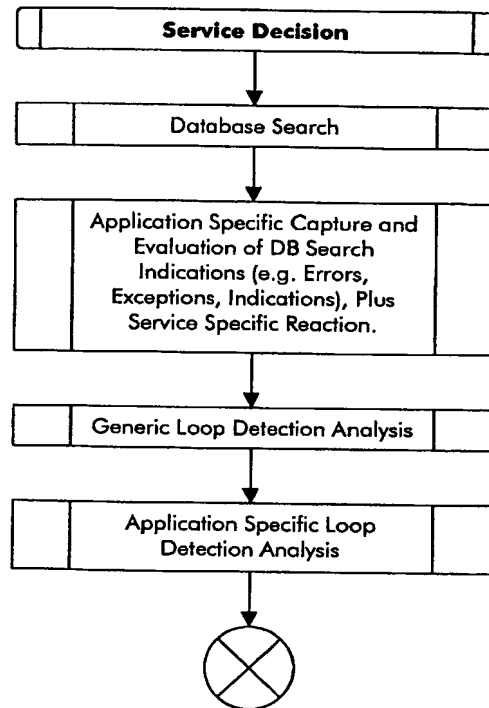 Service Decision
Database Search
Application Specific Capture and
Evaluation of DB Search
Indications (e.g. Errors,
Exceptions, Indications), Plus
Service Specific Reaction.
Generic Loop Detection Analysis
Application Specific Loop
Detection Analysis